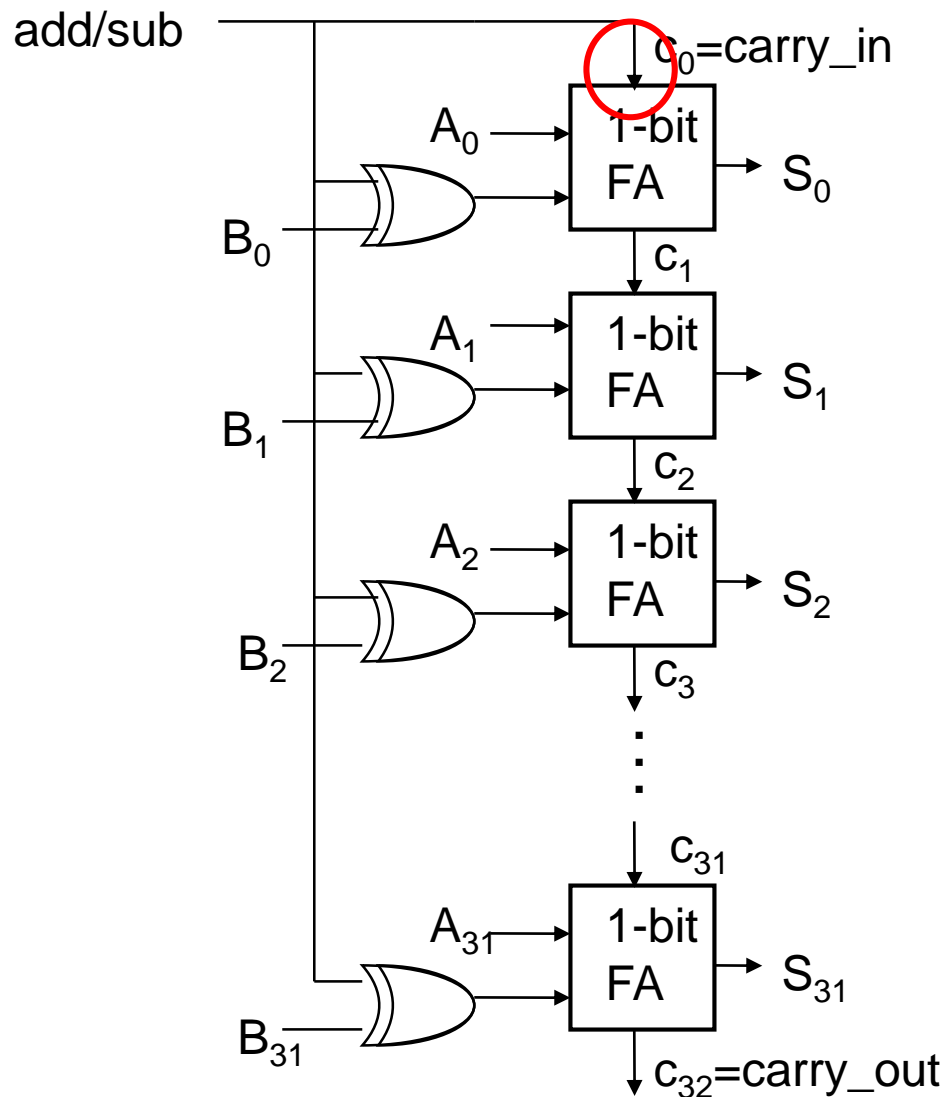 add/sub
c₀=carry_in
A₀
1-bit
FA
S₀
B₀
c₁
A₁
1-bit
FA
S₁
B₁
c₂
A₂
1-bit
FA
S₂
B₂
c₃
⋮
c₃₁
A₃₁
1-bit
FA
S₃₁
B₃₁
c₃₂=carry_out